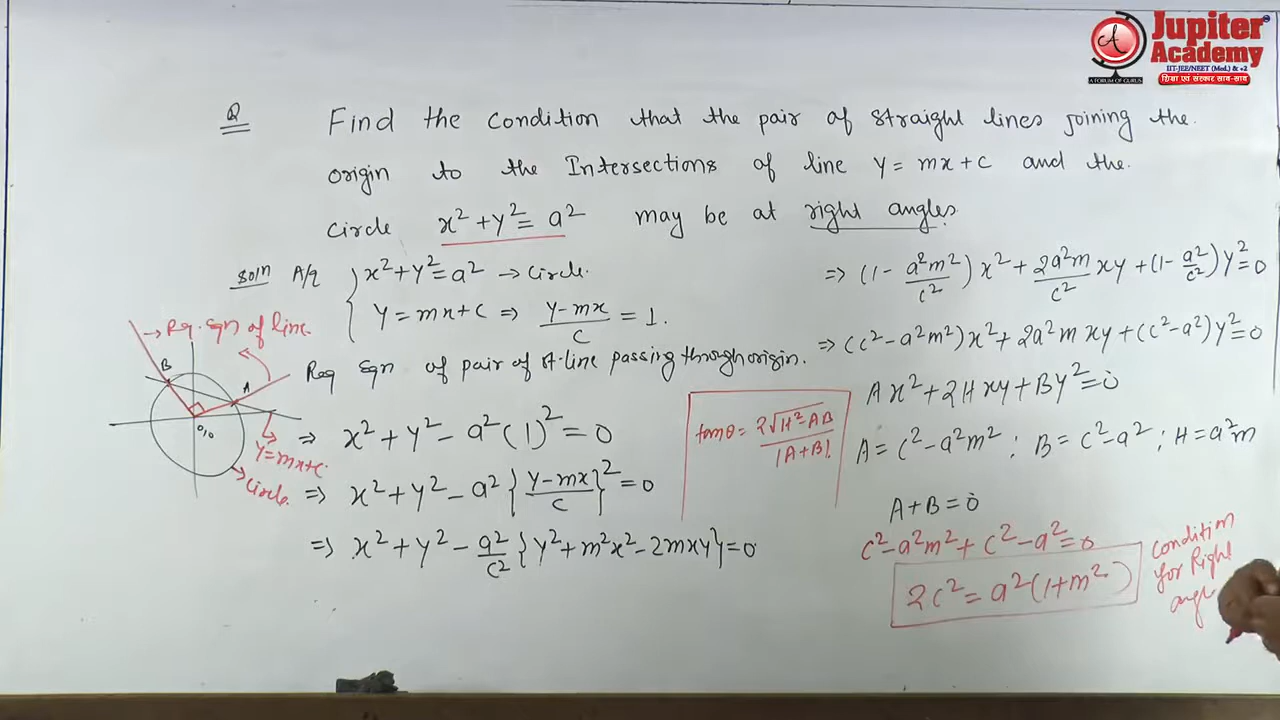 A
Jupiter
Academy
IIT-JEE/NEET (Med.) & +2
A FORUM OF GURUS
शिक्षा एवं संस्कार साथ-साथ
Q Find the condition that the pair of straight lines joining the
origin to the Intersections of line y = mx + c and the
circle x² + y² = a² may be at right angles.
Soln A/q { x² + y² = a² → circle.
y = mx + c ⇒ (y-mx)/c = 1.
Req Eqn of pair of st-line passing through origin.
⇒ x² + y² - a²(1)² = 0
⇒ x² + y² - a² {(y-mx)/c}² = 0
⇒ x² + y² - a²/c² {y² + m²x² - 2mxy} = 0
→ Req. Eqn of line.
B
A
0,0
y = mx + c.
circle.
tanθ = 2√(H²-AB) / |A+B|
⇒ (1 - a²m²/c²) x² + 2a²m/c² xy + (1 - a²/c²) y² = 0
⇒ (c² - a²m²) x² + 2a²m xy + (c² - a²) y² = 0
Ax² + 2Hxy + By² = 0
A = c² - a²m² ; B = c² - a² ; H = a²m
A + B = 0
c² - a²m² + c² - a² = 0
2c² = a²(1+m²)
condition
for Right